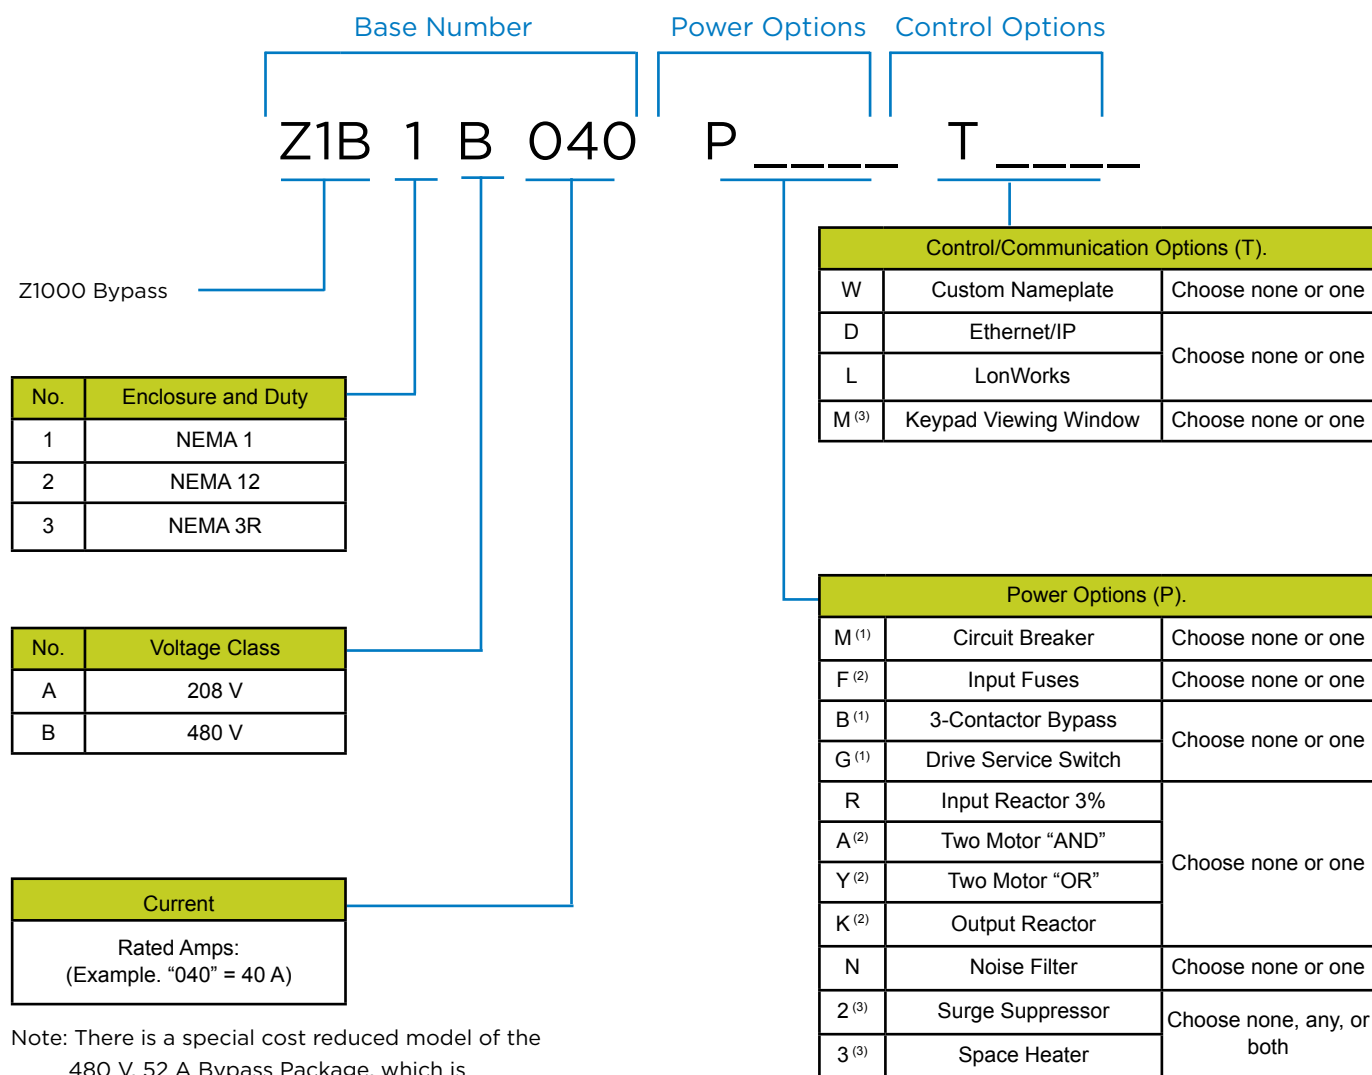 Base Number Power Options Control Options
Z1B 1 B 040 P _ _ _ _ T _ _ _ _
Z1000 Bypass
No. Enclosure and Duty
1 NEMA 1
2 NEMA 12
3 NEMA 3R
No. Voltage Class
A 208 V
B 480 V
Current
Rated Amps:
(Example. “040” = 40 A)
Note: There is a special cost reduced model of the
480 V, 52 A Bypass Package, which is
Control/Communication Options (T).
W Custom Nameplate Choose none or one
D Ethernet/IP Choose none or one
L LonWorks
M (3) Keypad Viewing Window Choose none or one
Power Options (P).
M (1) Circuit Breaker Choose none or one
F (2) Input Fuses Choose none or one
B (1) 3-Contactor Bypass Choose none or one
G (1) Drive Service Switch
R Input Reactor 3% Choose none or one
A (2) Two Motor “AND”
Y (2) Two Motor “OR”
K (2) Output Reactor
N Noise Filter Choose none or one
2 (3) Surge Suppressor Choose none, any, or both
3 (3) Space Heater